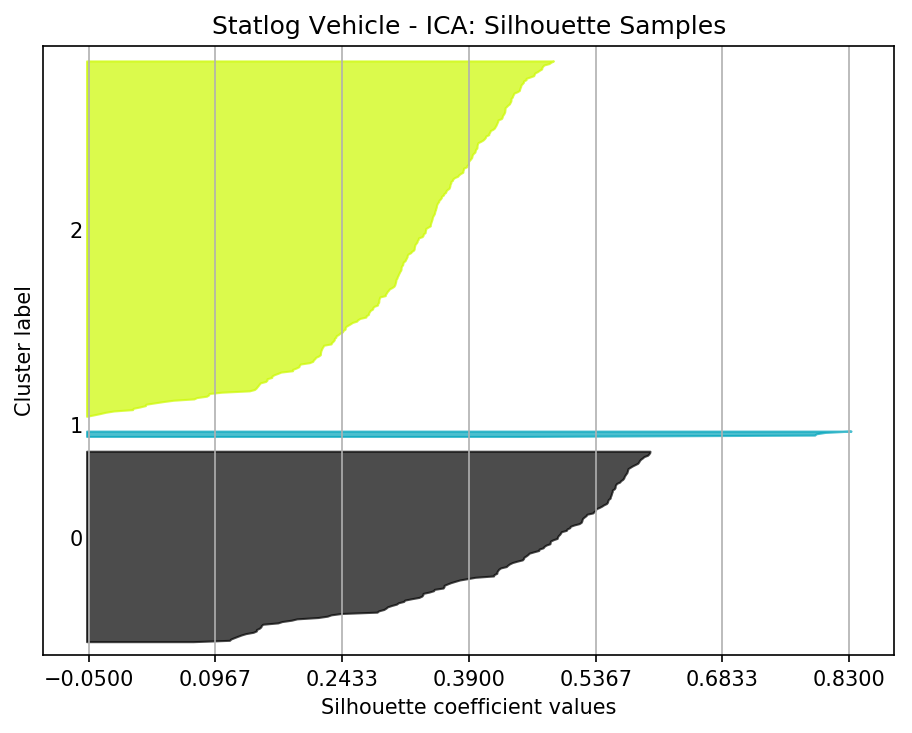 Statlog Vehicle - ICA: Silhouette Samples
Cluster label
2
1
0
−0.0500 0.0967 0.2433 0.3900 0.5367 0.6833 0.8300
Silhouette coefficient values